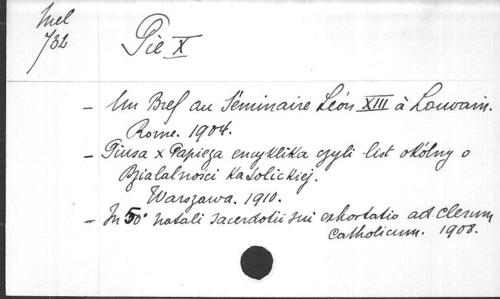 Mel
732
Pie X
- Un Bref au Séminaire Léon XIII à Louvain.
Rome. 1904.
- Piusa X Papieża encyklika czyli list okólny o
Działalności Katolickiej.
Warszawa. 1910.
- In 50° natali sacerdotii sui exhortatio ad clerum
catholicum. 1908.